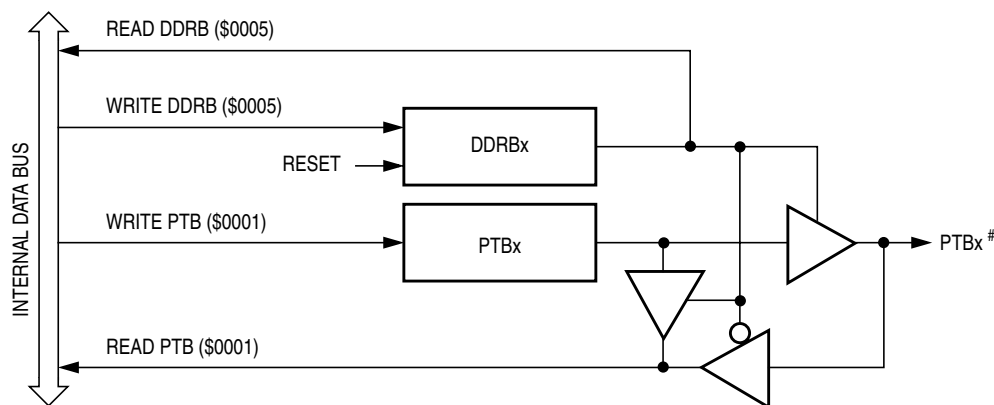 READ DDRB ($0005)
WRITE DDRB ($0005)
DDRBx
RESET
WRITE PTB ($0001)
PTBx
PTBx #
READ PTB ($0001)
INTERNAL DATA BUS